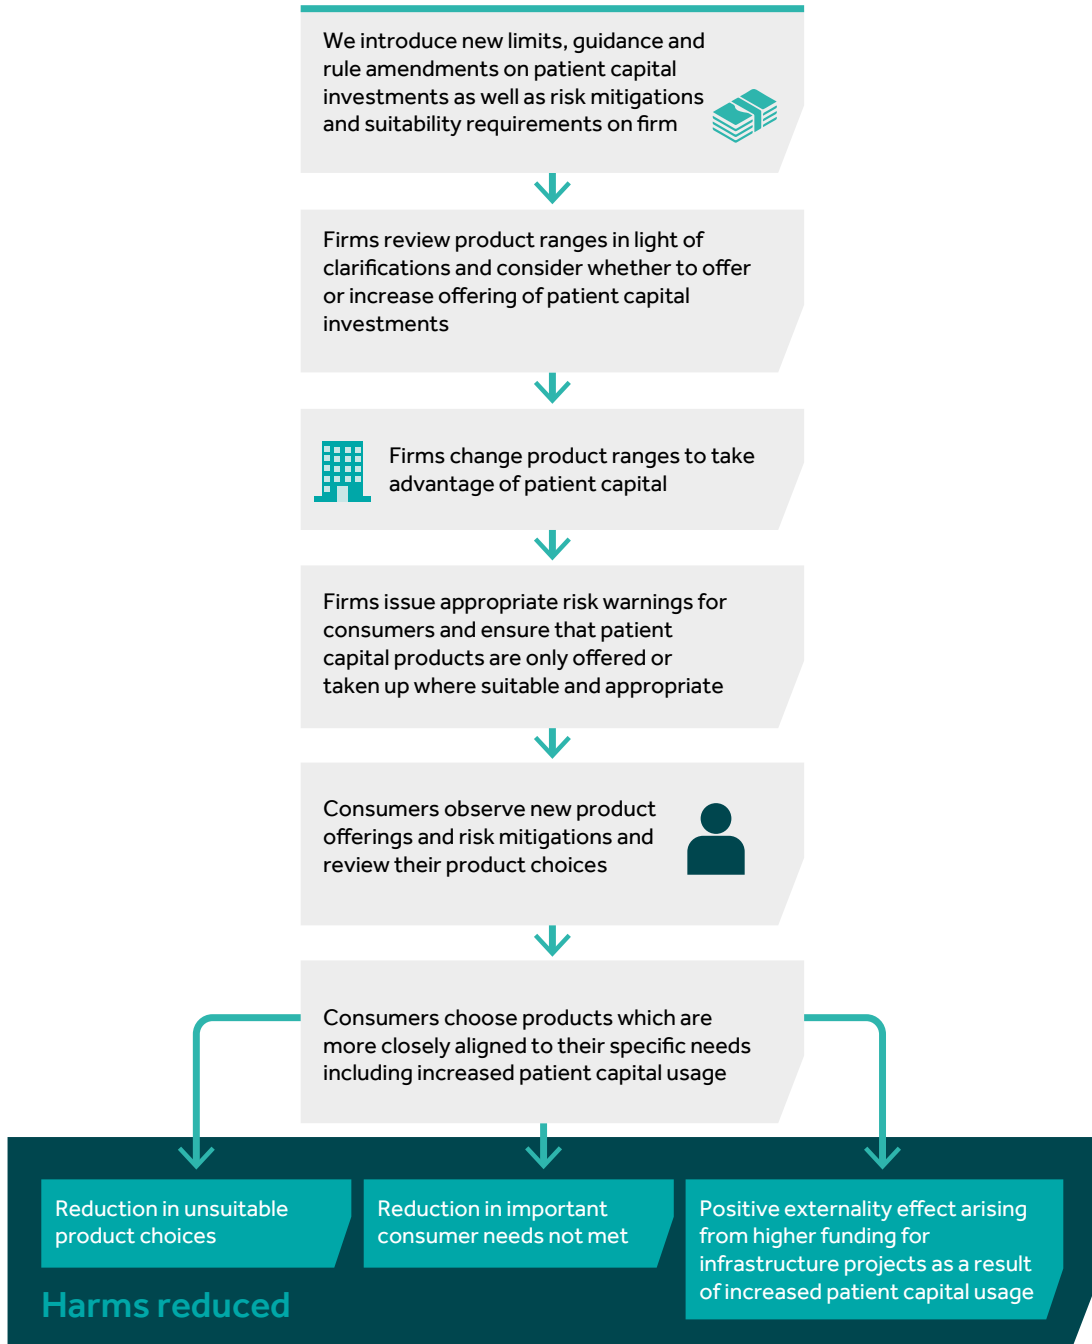 We introduce new limits, guidance and
rule amendments on patient capital
investments as well as risk mitigations
and suitability requirements on firm
Firms review product ranges in light of
clarifications and consider whether to offer
or increase offering of patient capital
investments
Firms change product ranges to take
advantage of patient capital
Firms issue appropriate risk warnings for
consumers and ensure that patient
capital products are only offered or
taken up where suitable and appropriate
Consumers observe new product
offerings and risk mitigations and
review their product choices
Consumers choose products which are
more closely aligned to their specific needs
including increased patient capital usage
Reduction in unsuitable
product choices
Reduction in important
consumer needs not met
Positive externality effect arising
from higher funding for
infrastructure projects as a result
of increased patient capital usage
Harms reduced